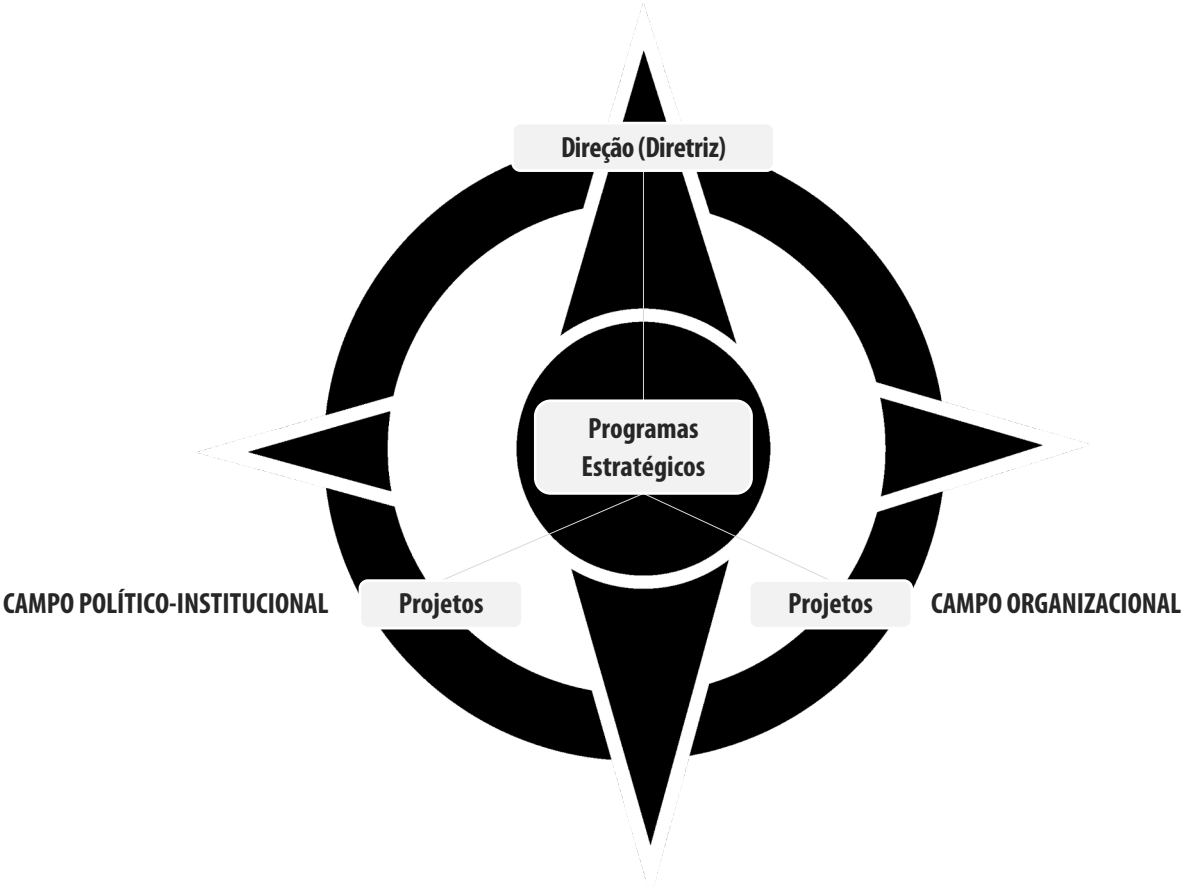 Direção (Diretriz)
Programas
Estratégicos
CAMPO POLÍTICO-INSTITUCIONAL
Projetos
Projetos
CAMPO ORGANIZACIONAL